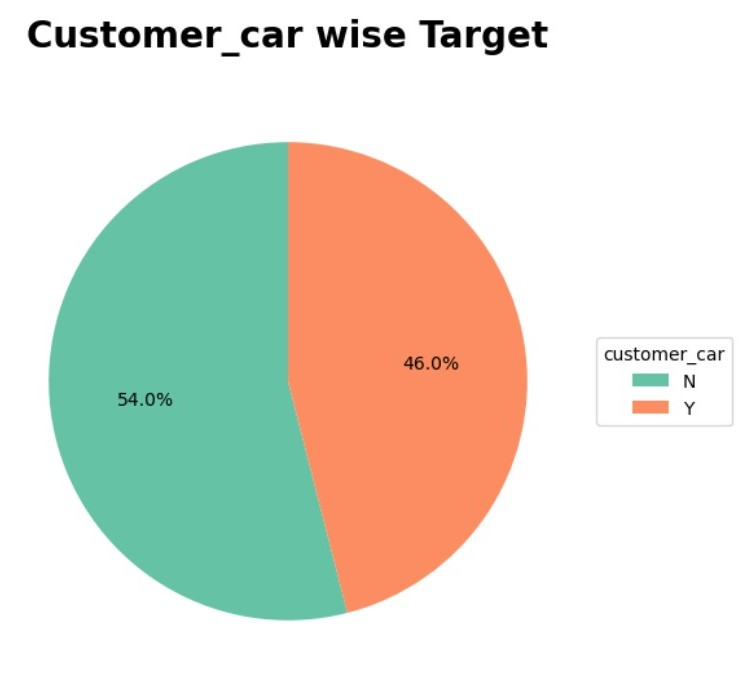 Customer_car wise Target
46.0%
54.0%
customer_car
N
Y